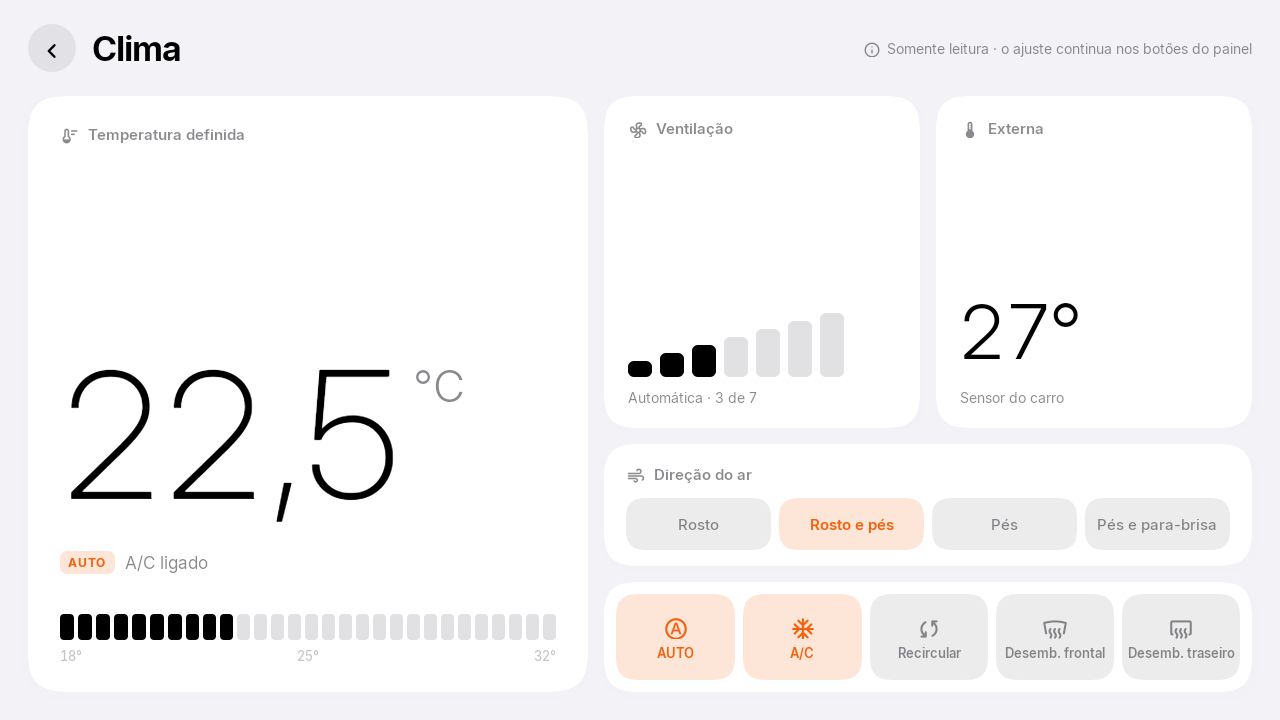 Clima
Somente leitura · o ajuste continua nos botões do painel
Temperatura definida
22,5 °C
AUTO A/C ligado
18° 25° 32°
Ventilação
Automática · 3 de 7
Externa
27°
Sensor do carro
Direção do ar
Rosto
Rosto e pés
Pés
Pés e para-brisa
AUTO
A/C
Recircular
Desemb. frontal
Desemb. traseiro